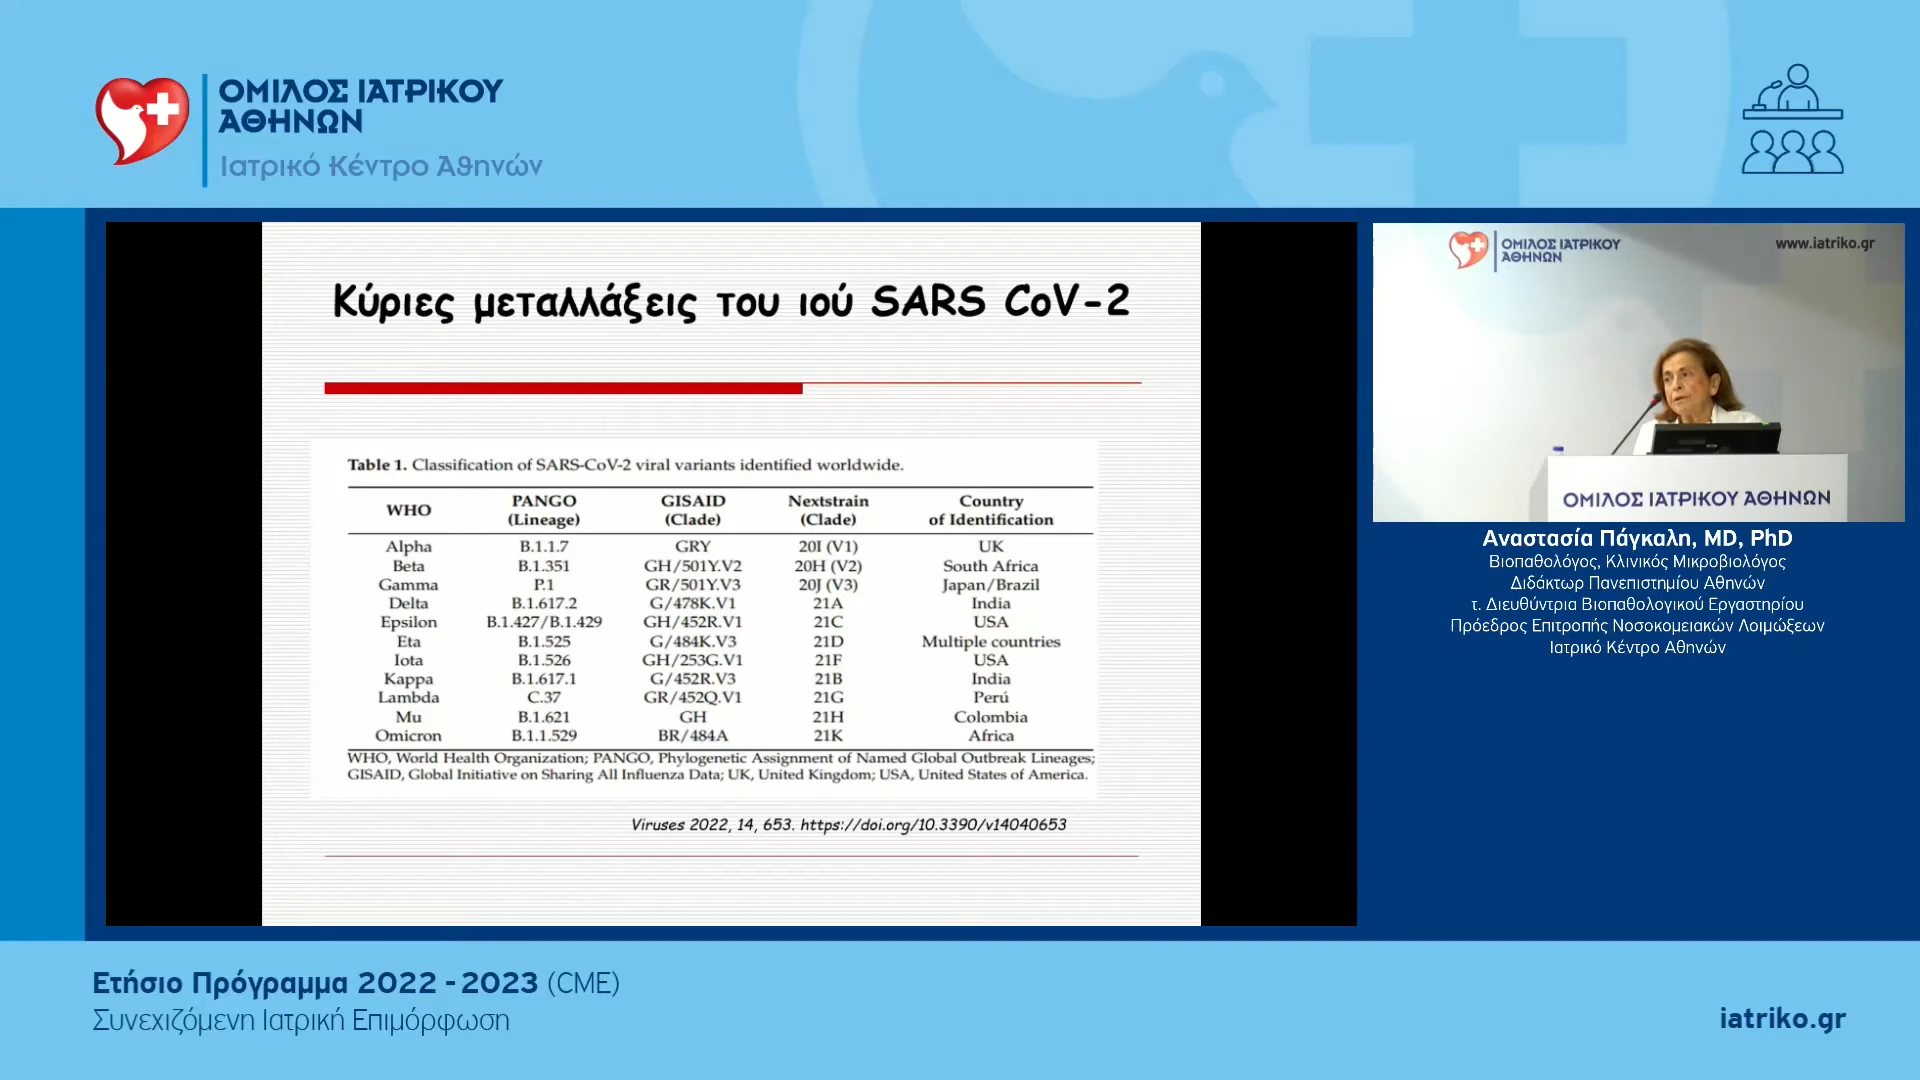 ΟΜΙΛΟΣ ΙΑΤΡΙΚΟΥ
ΑΘΗΝΩΝ
Ιατρικό Κέντρο Αθηνών
Κύριες μεταλλάξεις του ιού SARS CoV-2
Table 1. Classification of SARS-CoV-2 viral variants identified worldwide.
WHO PANGO (Lineage) GISAID (Clade) Nextstrain (Clade) Country of Identification
Alpha B.1.1.7 GRY 20I (V1) UK
Beta B.1.351 GH/501Y.V2 20H (V2) South Africa
Gamma P.1 GR/501Y.V3 20J (V3) Japan/Brazil
Delta B.1.617.2 G/478K.V1 21A India
Epsilon B.1.427/B.1.429 GH/452R.V1 21C USA
Eta B.1.525 G/484K.V3 21D Multiple countries
Iota B.1.526 GH/253G.V1 21F USA
Kappa B.1.617.1 G/452R.V3 21B India
Lambda C.37 GR/452Q.V1 21G Perú
Mu B.1.621 GH 21H Colombia
Omicron B.1.1.529 BR/484A 21K Africa
WHO, World Health Organization; PANGO, Phylogenetic Assignment of Named Global Outbreak Lineages;
GISAID, Global Initiative on Sharing All Influenza Data; UK, United Kingdom; USA, United States of America.
Viruses 2022, 14, 653. https://doi.org/10.3390/v14040653
ΟΜΙΛΟΣ ΙΑΤΡΙΚΟΥ
ΑΘΗΝΩΝ
www.iatriko.gr
ΟΜΙΛΟΣ ΙΑΤΡΙΚΟΥ ΑΘΗΝΩΝ
Αναστασία Πάγκαλη, MD, PhD
Βιοπαθολόγος, Κλινικός Μικροβιολόγος
Διδάκτωρ Πανεπιστημίου Αθηνών
τ. Διευθύντρια Βιοπαθολογικού Εργαστηρίου
Πρόεδρος Επιτροπής Νοσοκομειακών Λοιμώξεων
Ιατρικό Κέντρο Αθηνών
Ετήσιο Πρόγραμμα 2022 - 2023 (CME)
Συνεχιζόμενη Ιατρική Επιμόρφωση
iatriko.gr